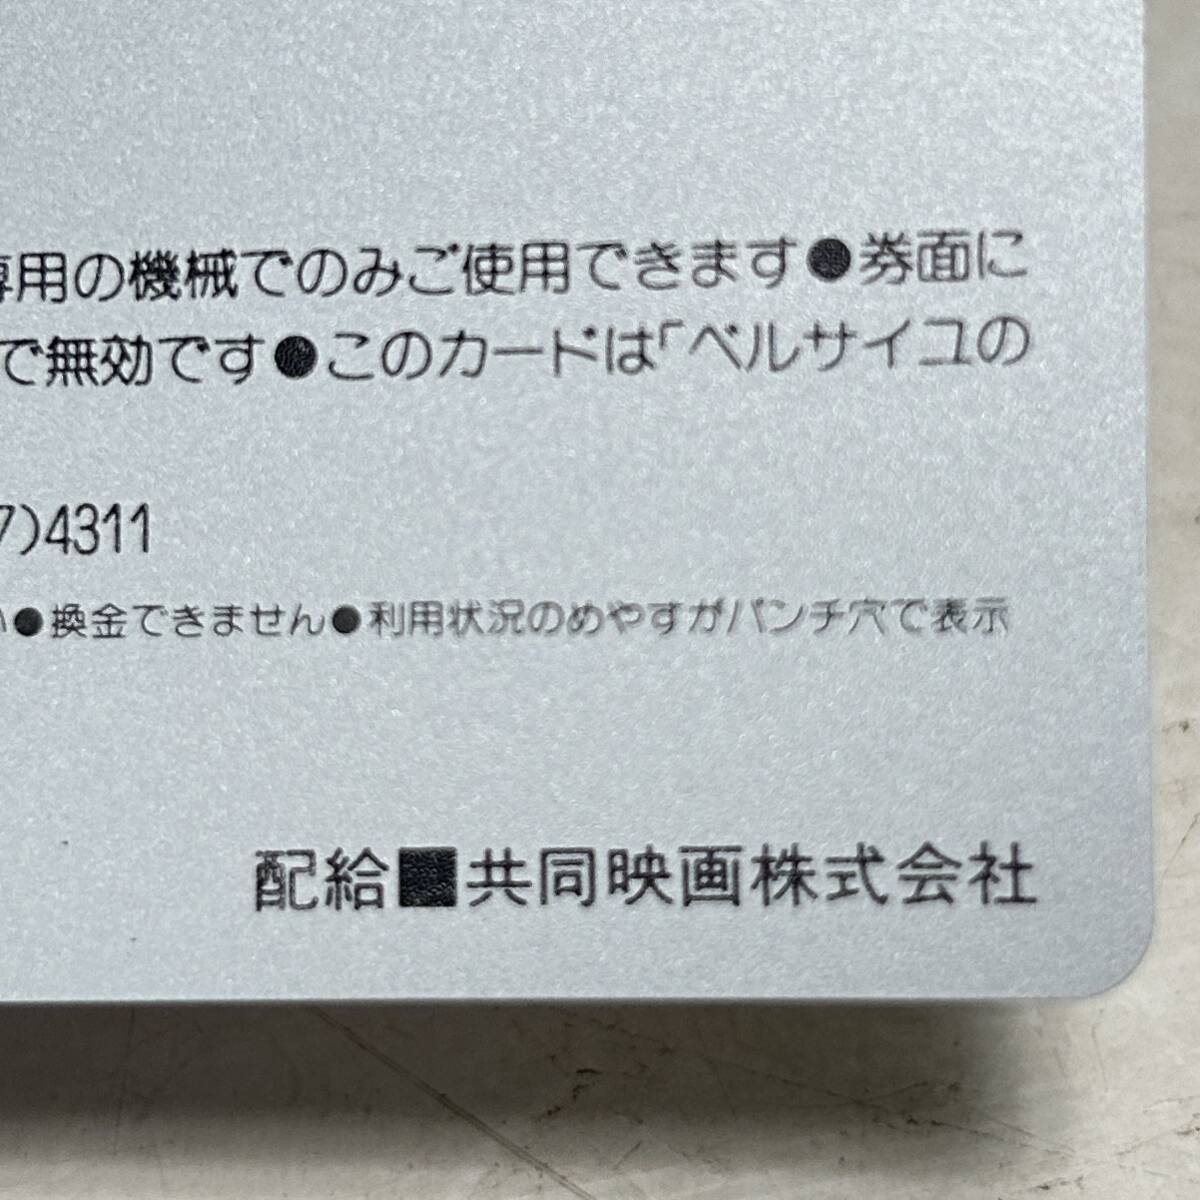 専用の機械でのみご使用できます●券面に
で無効です●このカードは「ベルサイユの
7)4311
い●換金できません●利用状況のめやすがパンチ穴で表示
配給■共同映画株式会社